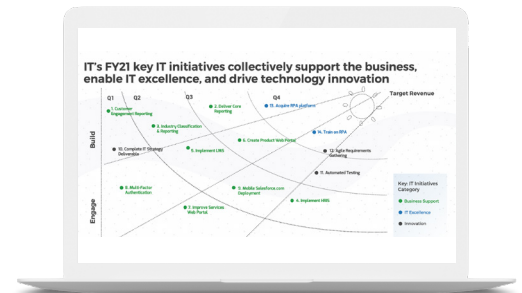 IT's FY21 key IT initiatives collectively support the business,
enable IT excellence, and drive technology innovation
Q1
Q2
Q3
Q4
Target Revenue
1. Customer
Engagement Reporting
2. Deliver Core
Reporting
13. Acquire RPA platform
3. Industry Classification
& Reporting
14. Train on RPA
Build
10. Complete IT Strategy
Deliverable
5. Implement LMS
6. Create Product Web Portal
12. Agile Requirements
Gathering
11. Automated Testing
8. Multi-Factor
Authentication
9. Mobile Salesforce.com
Deployment
4. Implement HRIS
7. Improve Services
Web Portal
Engage
Key: IT Initiatives
Category
Business Support
IT Excellence
Innovation